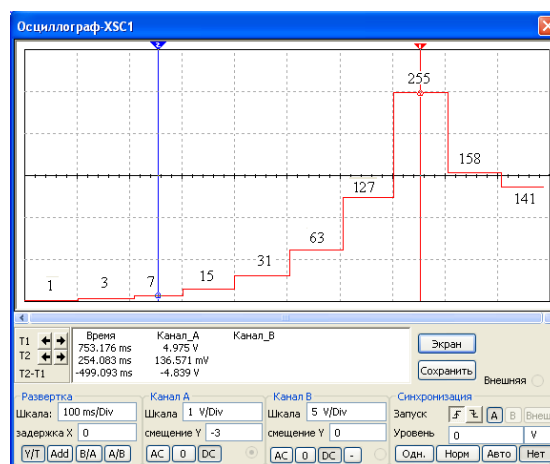 Осциллограф-XSC1
2
1
255
158
141
127
63
31
15
7
3
1
Время Канал_A Канал_B
T1 753.176 ms 4.975 V
T2 254.083 ms 136.571 mV
T2-T1 -499.093 ms -4.839 V
Экран
Сохранить
Внешняя
Развертка
Шкала: 100 ms/Div
задержка X 0
Y/T Add B/A A/B
Канал A
Шкала 1 V/Div
смещение Y -3
AC 0 DC
Канал B
Шкала 5 V/Div
смещение Y 0
AC 0 DC -
Синхронизация
Запуск A B Внеш
Уровень 0 V
Одн. Норм Авто Нет